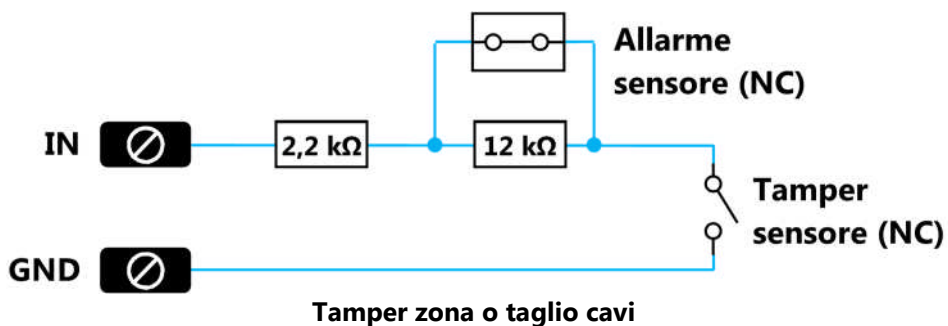 Allarme
sensore (NC)
IN
2,2 kΩ
12 kΩ
Tamper
sensore (NC)
GND
Tamper zona o taglio cavi